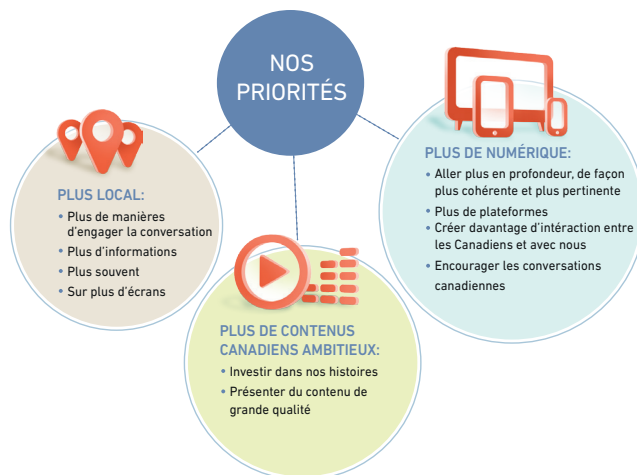 NOS
PRIORITÉS
PLUS LOCAL:
• Plus de manières
d'engager la conversation
• Plus d'informations
• Plus souvent
• Sur plus d'écrans
PLUS DE CONTENUS
CANADIENS AMBITIEUX:
• Investir dans nos histoires
• Présenter du contenu de
grande qualité
PLUS DE NUMÉRIQUE:
• Aller plus en profondeur, de façon
plus cohérente et plus pertinente
• Plus de plateformes
• Créer davantage d'intéraction entre
les Canadiens et avec nous
• Encourager les conversations
canadiennes